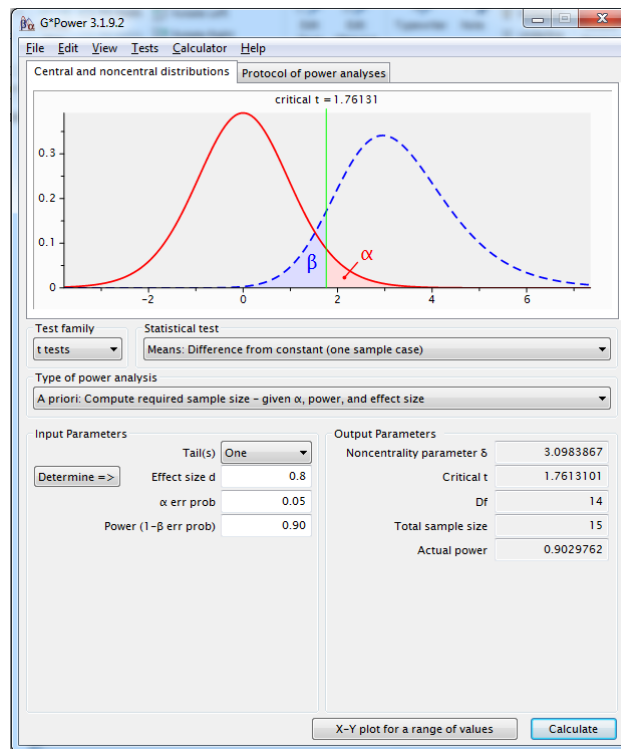 βα G*Power 3.1.9.2
File Edit View Tests Calculator Help
Central and noncentral distributions Protocol of power analyses
critical t = 1.76131
0.3
0.2
0.1
0
β α
-2 0 2 4 6
Test family Statistical test
t tests Means: Difference from constant (one sample case)
Type of power analysis
A priori: Compute required sample size – given α, power, and effect size
Input Parameters Output Parameters
Tail(s) One Noncentrality parameter δ 3.0983867
Determine => Effect size d 0.8 Critical t 1.7613101
α err prob 0.05 Df 14
Power (1-β err prob) 0.90 Total sample size 15
Actual power 0.9029762
X-Y plot for a range of values Calculate